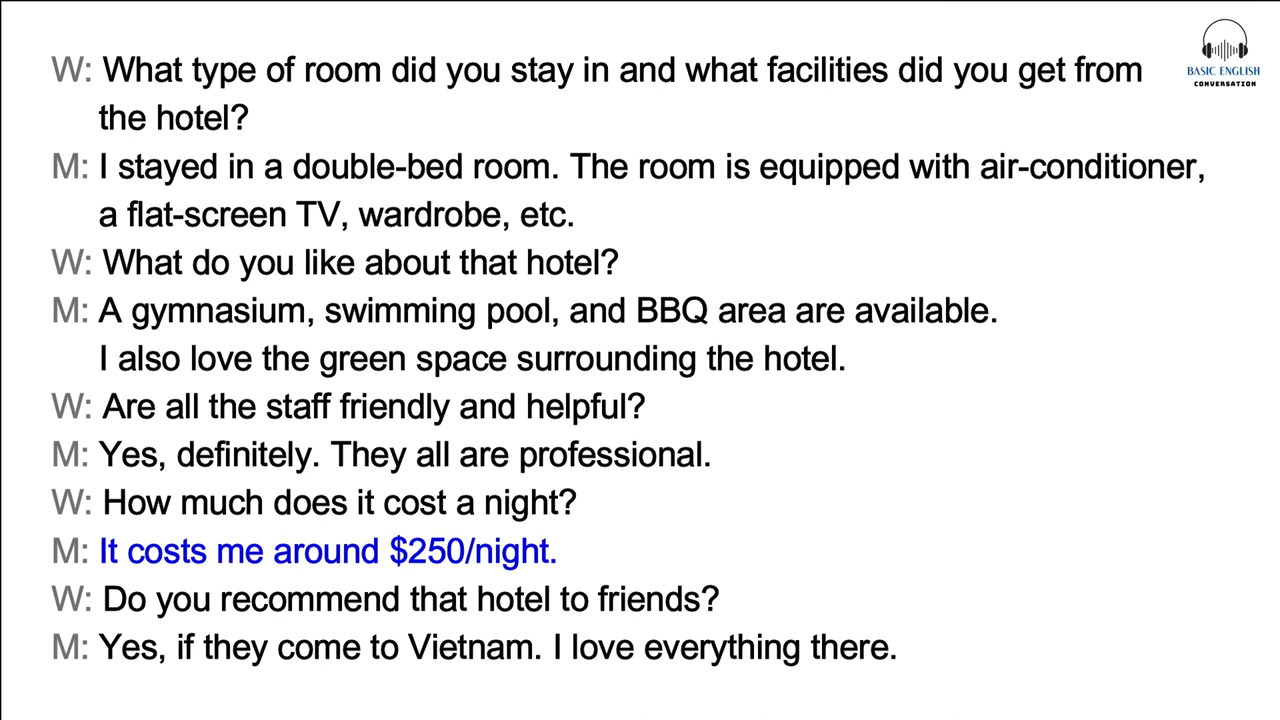 BASIC ENGLISH
CONVERSATION
W: What type of room did you stay in and what facilities did you get from
the hotel?
M: I stayed in a double-bed room. The room is equipped with air-conditioner,
a flat-screen TV, wardrobe, etc.
W: What do you like about that hotel?
M: A gymnasium, swimming pool, and BBQ area are available.
I also love the green space surrounding the hotel.
W: Are all the staff friendly and helpful?
M: Yes, definitely. They all are professional.
W: How much does it cost a night?
M: It costs me around $250/night.
W: Do you recommend that hotel to friends?
M: Yes, if they come to Vietnam. I love everything there.